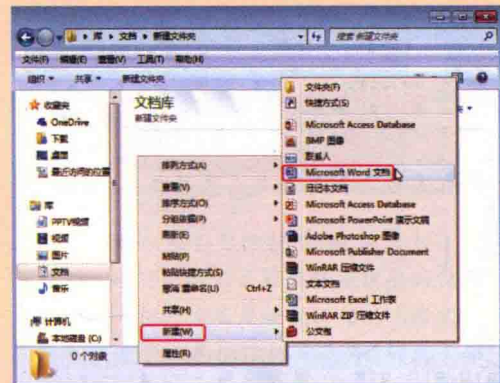 库 ▸ 文档 ▸ 新建文件夹
搜索 新建文件夹
文件(F) 编辑(E) 查看(V) 工具(T) 帮助(H)
组织 共享 新建文件夹
收藏夹
OneDrive
下载
桌面
最近访问的位置
库
PPTV视频
视频
图片
文档
音乐
计算机
本地磁盘 (C)
0 个对象
文档库
新建文件夹
排列方式(A)
查看(V)
排序方式(O)
分组依据(P)
刷新(E)
粘贴(P)
粘贴快捷方式(S)
撤消 重命名(U) Ctrl+Z
共享(H)
新建(W)
属性(R)
文件夹(F)
快捷方式(S)
Microsoft Access Database
BMP 图像
联系人
Microsoft Word 文档
日记本文档
Microsoft Access Database
Microsoft PowerPoint 演示文稿
Adobe Photoshop 图像
Microsoft Publisher Document
WinRAR 压缩文件
文本文档
Microsoft Excel 工作表
WinRAR ZIP 压缩文件
公文包